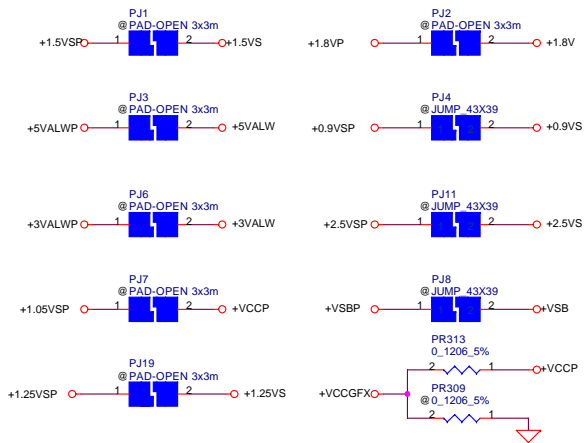 PJ1
@ PAD-OPEN 3x3m
+1.5VSP 1 2 +1.5VS
PJ2
@ PAD-OPEN 3x3m
+1.8VP 1 2 +1.8V
PJ3
@ PAD-OPEN 3x3m
+5VALWP 1 2 +5VALW
PJ4
@ JUMP_43X39
+0.9VSP 1 1 2 2 +0.9VS
PJ6
@ PAD-OPEN 3x3m
+3VALWP 1 2 +3VALW
PJ11
@ JUMP_43X39
+2.5VSP 1 1 2 2 +2.5VS
PJ7
@ PAD-OPEN 3x3m
+1.05VSP 1 2 +VCCP
PJ8
@ JUMP_43X39
+VSBP 1 1 2 2 +VSB
PJ19
@ PAD-OPEN 3x3m
+1.25VSP 1 2 +1.25VS
PR313
0_1206_5%
2 1 +VCCP
+VCCGFX
PR309
@ 0_1206_5%
2 1